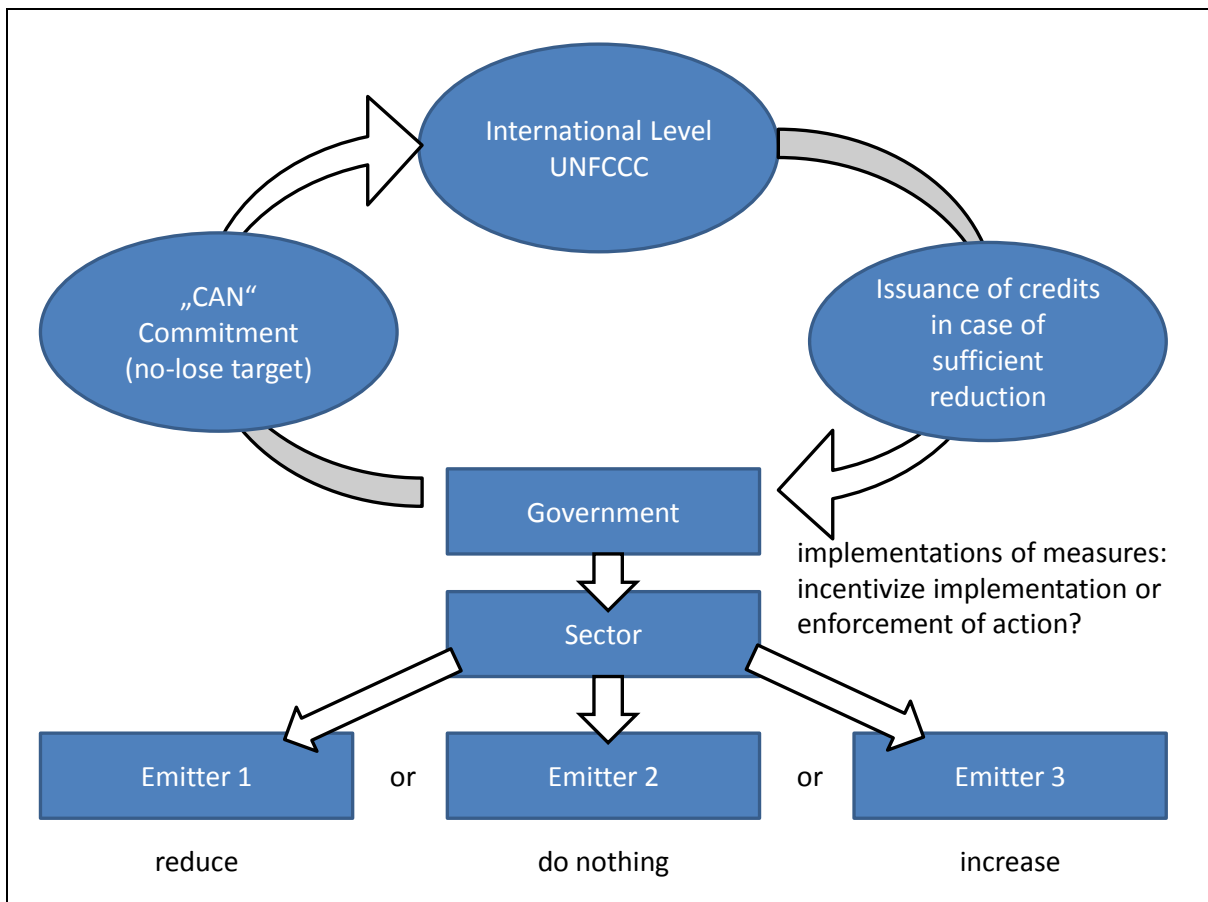 International Level
UNFCCC
„CAN“
Commitment
(no-lose target)
Issuance of credits
in case of
sufficient
reduction
Government
implementations of measures:
incentivize implementation or
enforcement of action?
Sector
Emitter 1
or
Emitter 2
or
Emitter 3
reduce
do nothing
increase